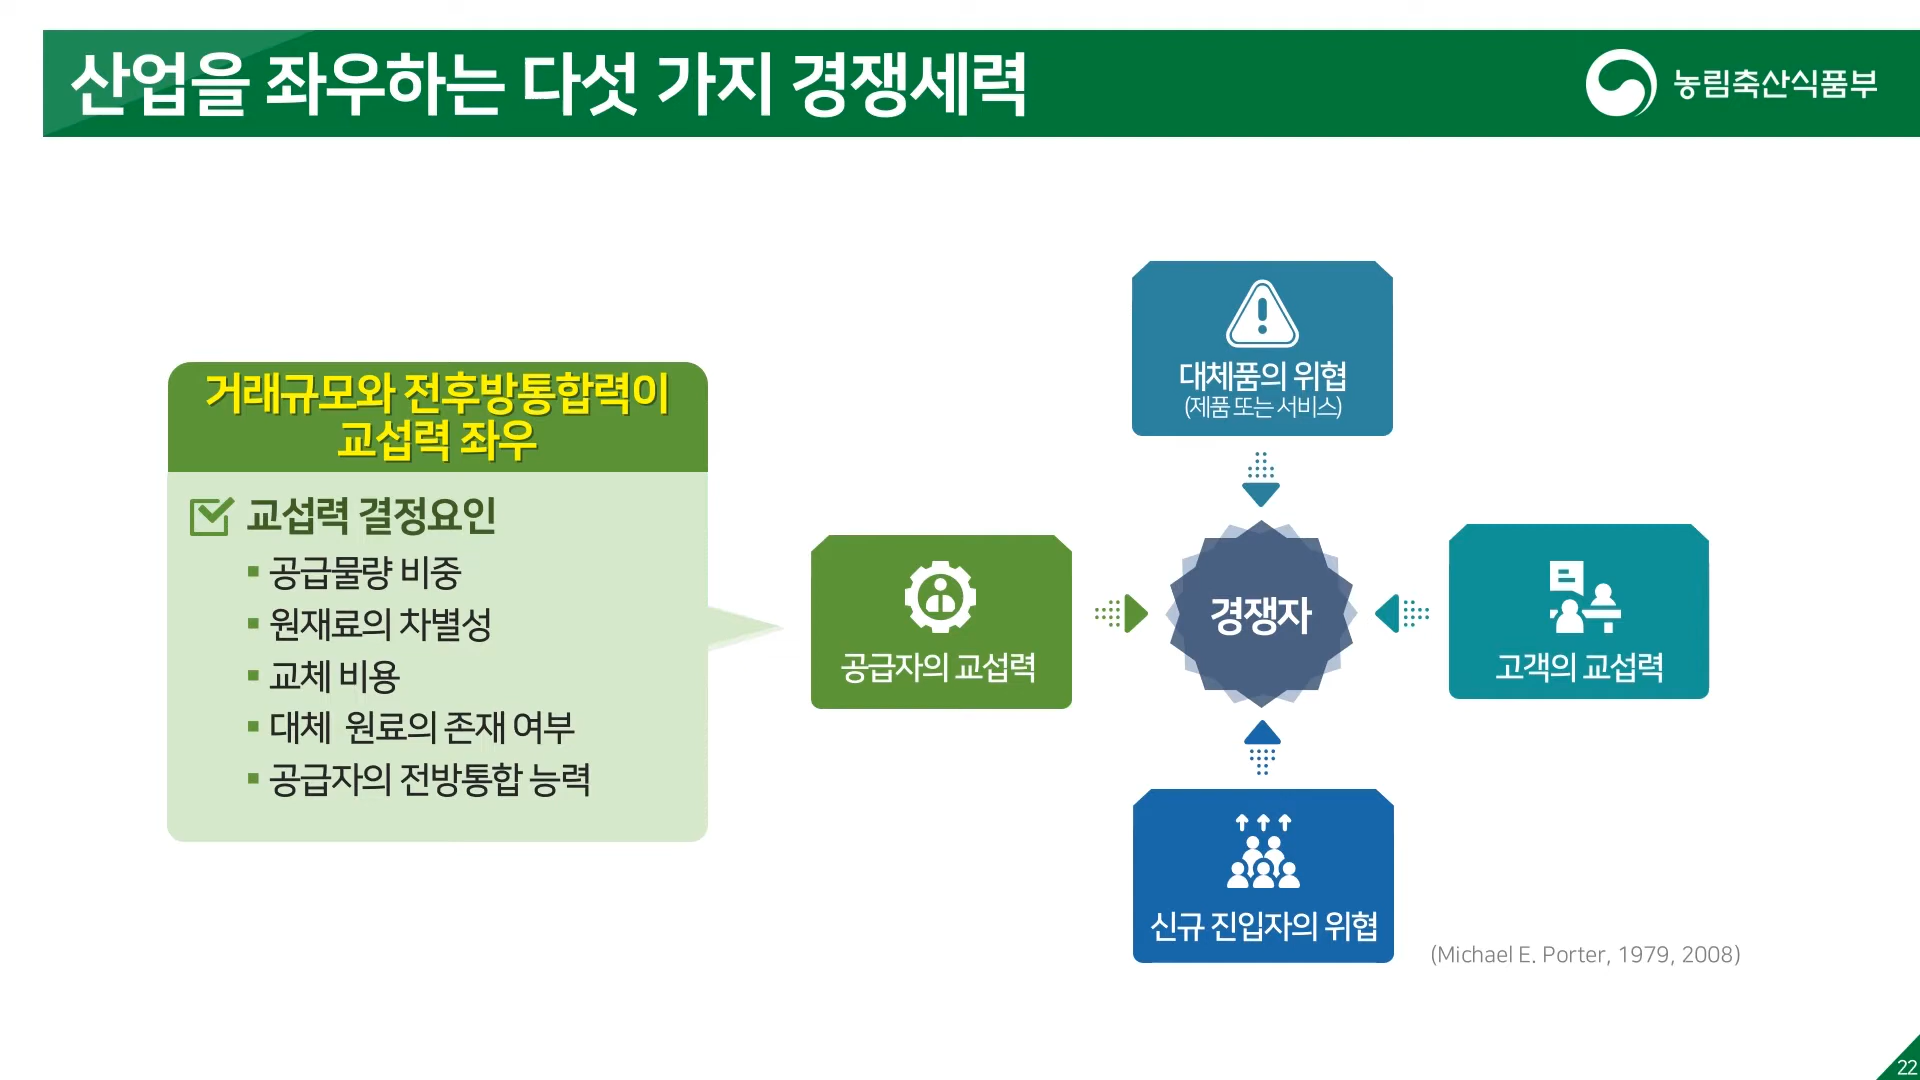 산업을 좌우하는 다섯 가지 경쟁세력
농림축산식품부
거래규모와 전후방통합력이
교섭력 좌우
교섭력 결정요인
▪ 공급물량 비중
▪ 원재료의 차별성
▪ 교체 비용
▪ 대체  원료의 존재 여부
▪ 공급자의 전방통합 능력
대체품의 위협
(제품 또는 서비스)
공급자의 교섭력
경쟁자
고객의 교섭력
신규 진입자의 위협
(Michael E. Porter, 1979, 2008)
22